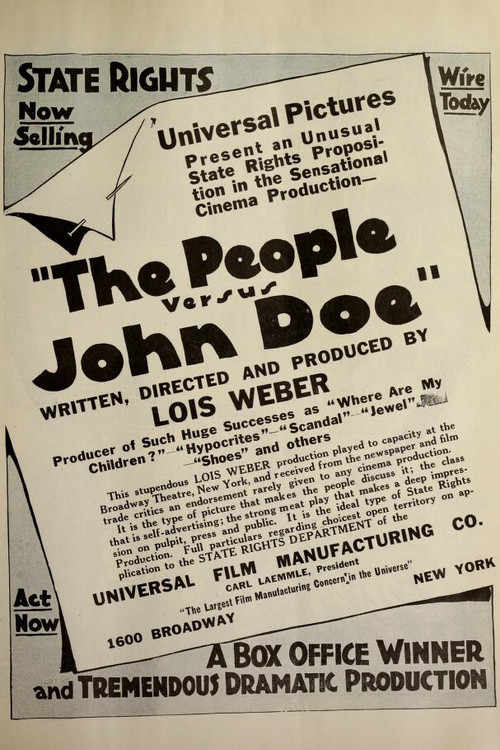 STATE RIGHTS
Now
Selling
Wire
Today
Universal Pictures
Present an Unusual
State Rights Proposi-
tion in the Sensational
Cinema Production—
"The People
versus
John Doe"
WRITTEN, DIRECTED AND PRODUCED BY
LOIS WEBER
Producer of Such Huge Successes as "Where Are My
Children?"—"Hypocrites"—"Scandal"—"Jewel"
—"Shoes" and others
This stupendous LOIS WEBER production played to capacity at the
Broadway Theatre, New York, and received from the newspaper and film
trade critics an endorsement rarely given to any cinema production.
It is the type of picture that makes the people discuss it; the class
that is self-advertising; the strong meat play that makes a deep impres-
sion on pulpit, press and public. It is the ideal type of State Rights
Production. Full particulars regarding choicest open territory on ap-
plication to the STATE RIGHTS DEPARTMENT of the
UNIVERSAL FILM MANUFACTURING CO.
CARL LAEMMLE, President
"The Largest Film Manufacturing Concern in the Universe"
1600 BROADWAY NEW YORK
Act
Now
A BOX OFFICE WINNER
and TREMENDOUS DRAMATIC PRODUCTION